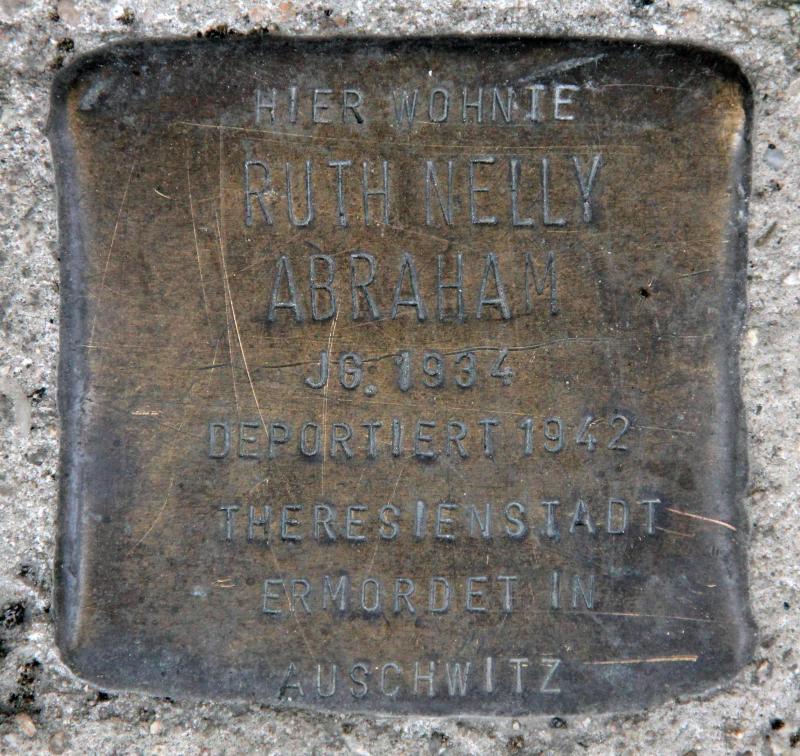 HIER WOHNTE
RUTH NELLY
ABRAHAM
JG. 1934
DEPORTIERT 1942
THERESIENSTADT
ERMORDET IN
AUSCHWITZ